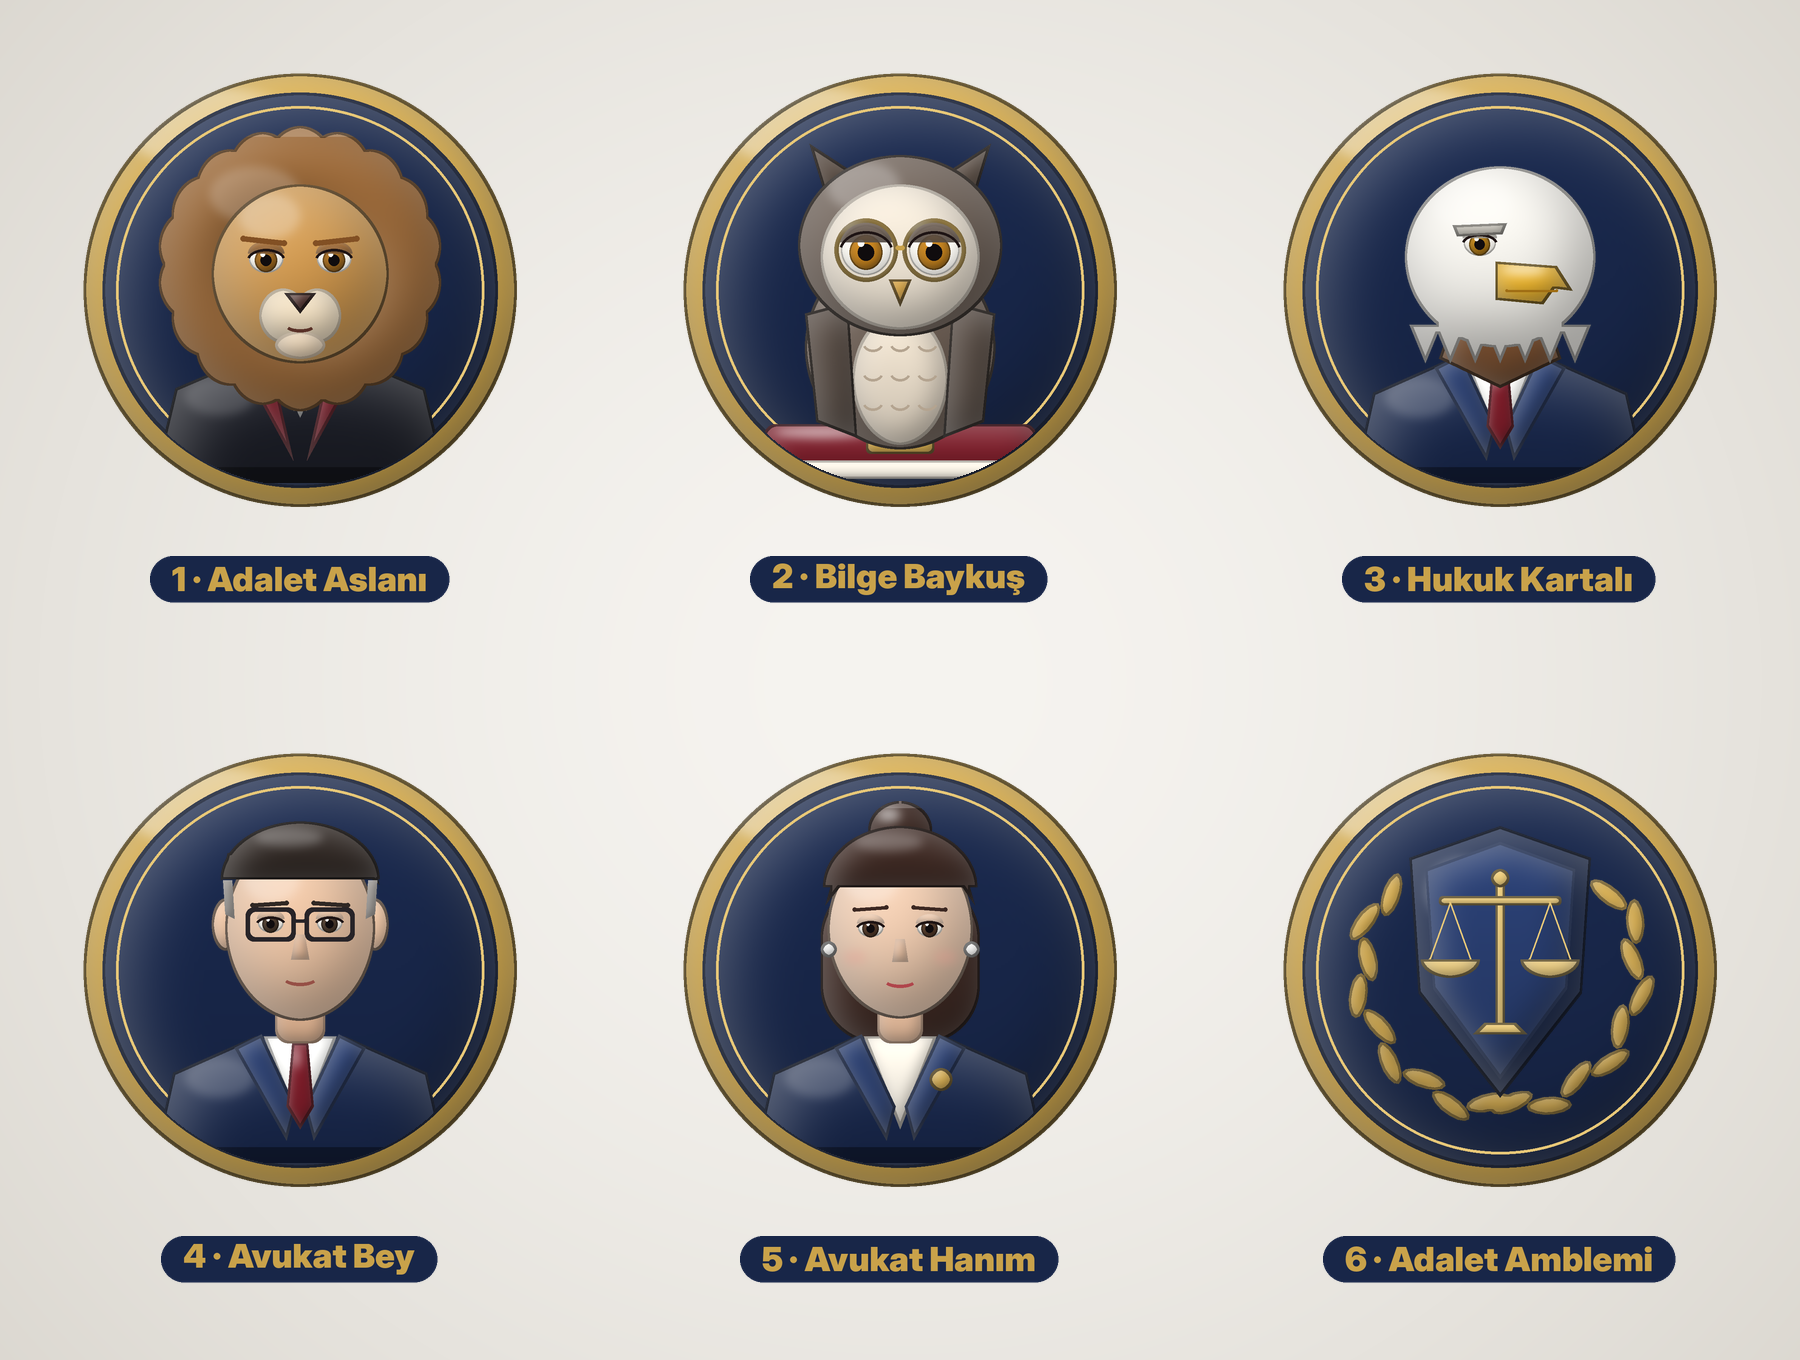 1 · Adalet Aslanı
2 · Bilge Baykuş
3 · Hukuk Kartalı
4 · Avukat Bey
5 · Avukat Hanım
6 · Adalet Amblemi